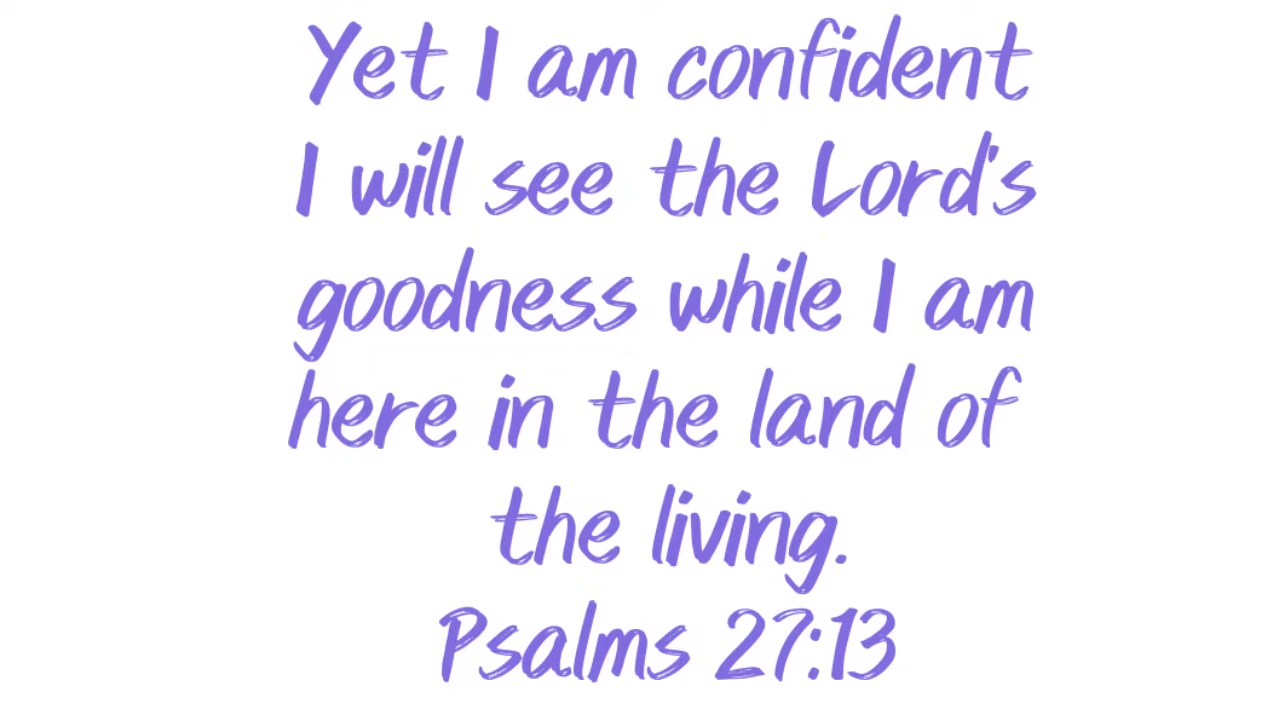 Yet I am confident
I will see the Lord's
goodness while I am
here in the land of
the living.
Psalms 27:13